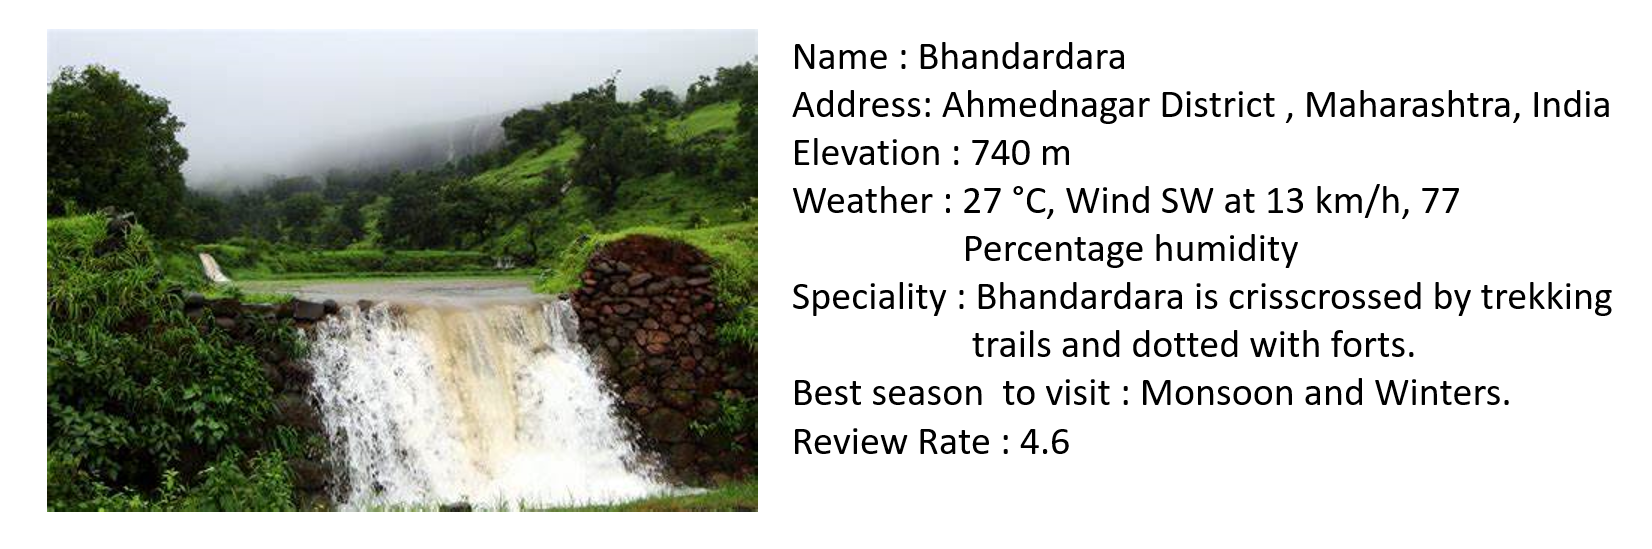 Name : Bhandardara
Address: Ahmednagar District , Maharashtra, India
Elevation : 740 m
Weather : 27 °C, Wind SW at 13 km/h, 77
Percentage humidity
Speciality : Bhandardara is crisscrossed by trekking
trails and dotted with forts.
Best season  to visit : Monsoon and Winters.
Review Rate : 4.6